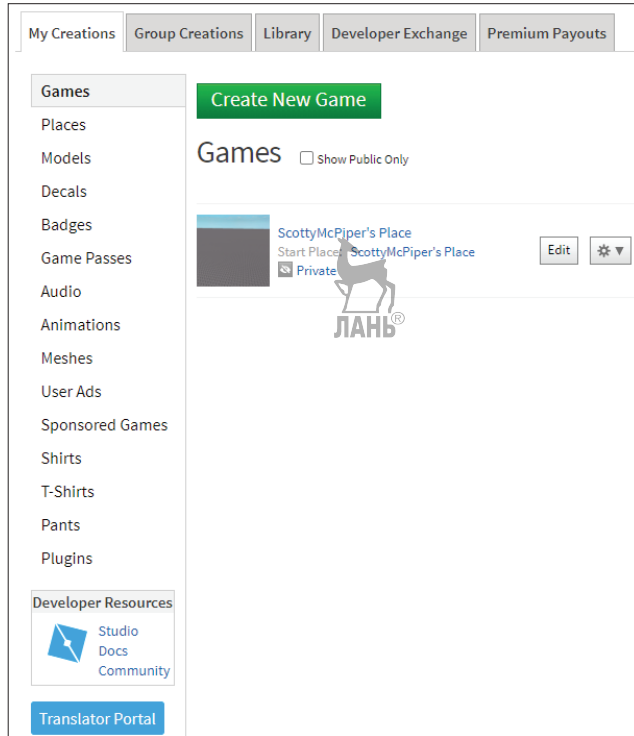 My Creations
Group Creations
Library
Developer Exchange
Premium Payouts
Games
Places
Models
Decals
Badges
Game Passes
Audio
Animations
Meshes
User Ads
Sponsored Games
Shirts
T-Shirts
Pants
Plugins
Developer Resources
Studio
Docs
Community
Translator Portal
Create New Game
Games Show Public Only
ScottyMcPiper's Place
Start Place: ScottyMcPiper's Place
Private
Edit
ЛАНЬ®